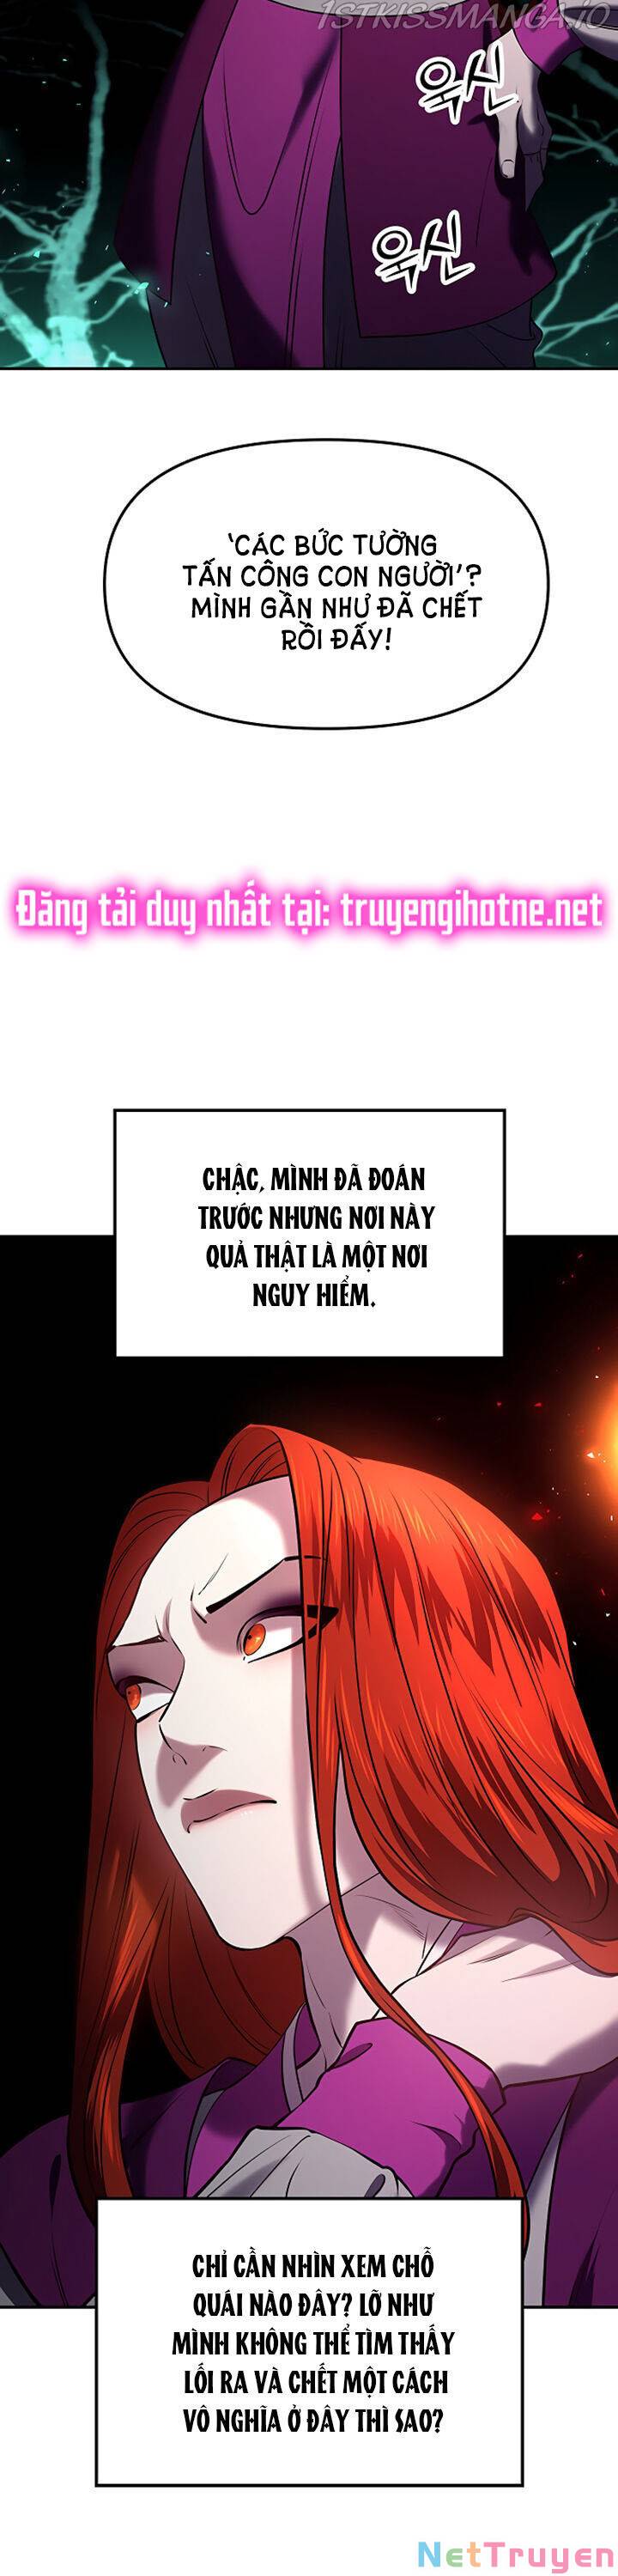 1STKISSMANGA.IO
욱신
욱신
'CÁC BỨC TƯỜNG
TẤN CÔNG CON NGƯỜI'?
MÌNH GẦN NHƯ ĐÃ CHẾT
RỒI ĐẤY!
Đăng tải duy nhất tại: truyengihotne.net
CHẬC, MÌNH ĐÃ ĐOÁN
TRƯỚC NHƯNG NƠI NÀY
QUẢ THẬT LÀ MỘT NƠI
NGUY HIỂM.
CHỈ CẦN NHÌN XEM CHỖ
QUÁI NÀO ĐÂY? LỠ NHƯ
MÌNH KHÔNG THỂ TÌM THẤY
LỐI RA VÀ CHẾT MỘT CÁCH
VÔ NGHĨA Ở ĐÂY THÌ SAO?
NetTruyen